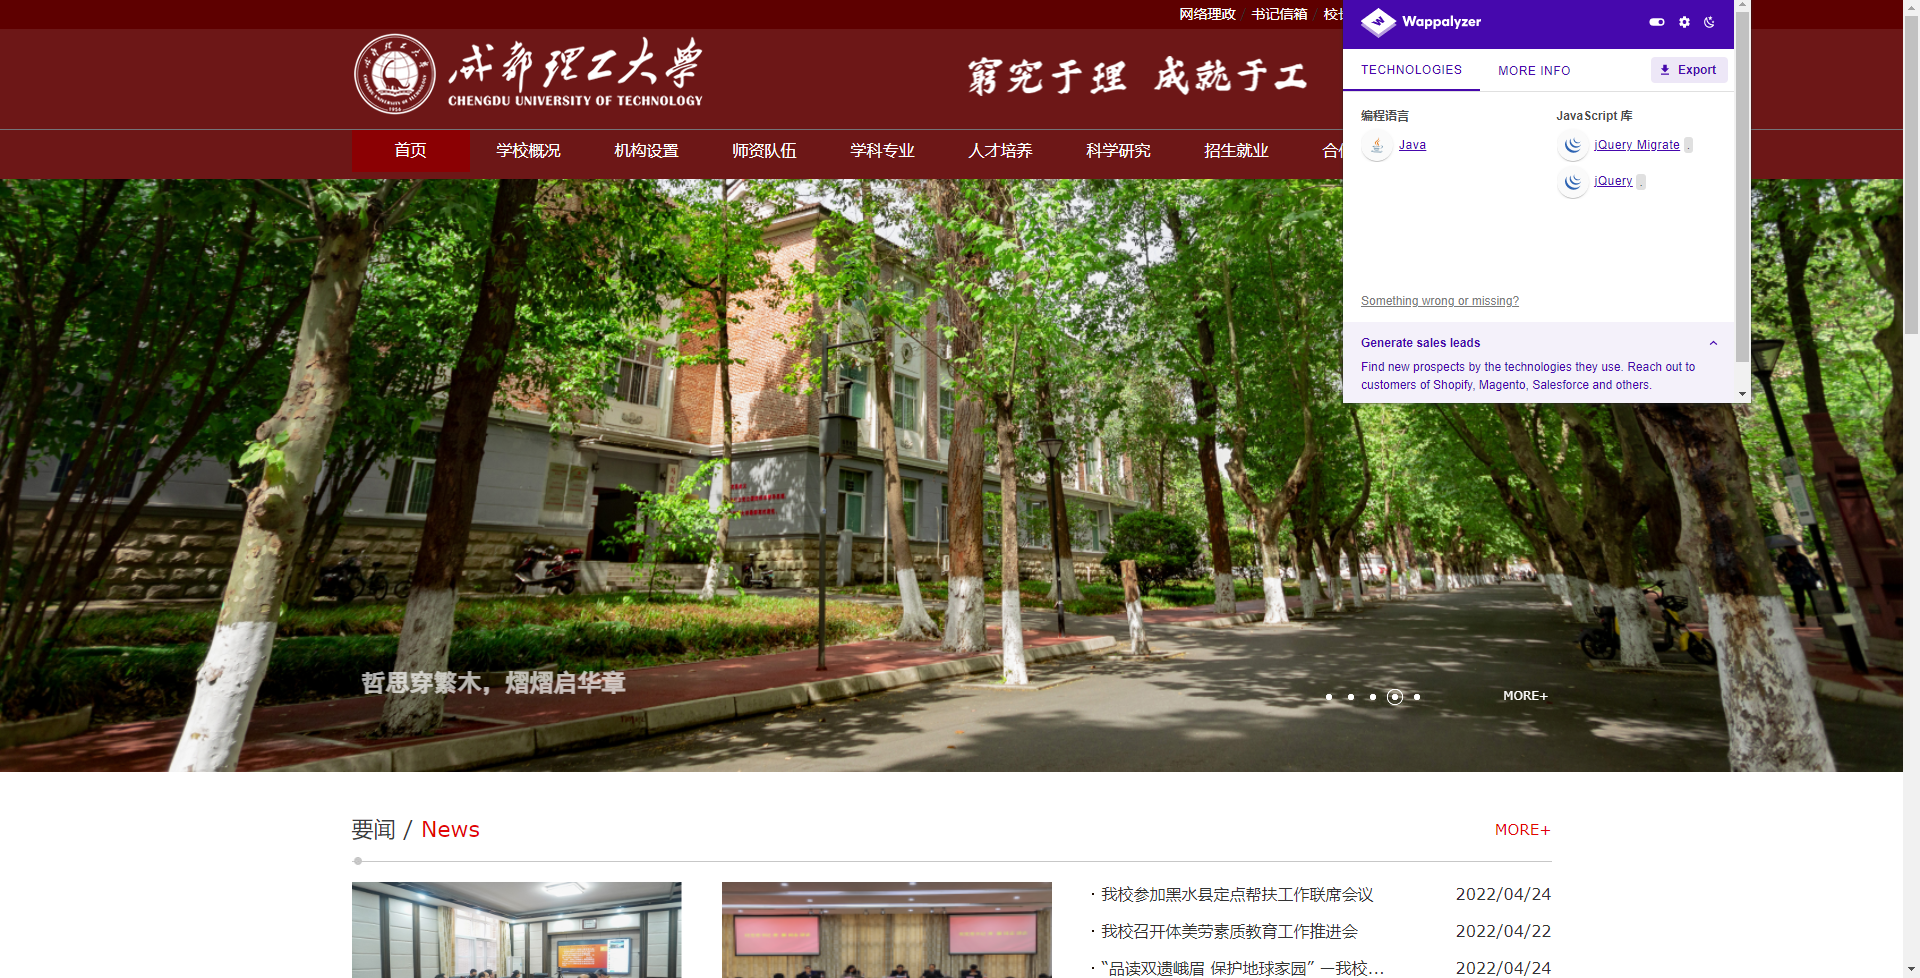 网络理政 / 书记信箱 / 校长
成都理工大学
CHENGDU UNIVERSITY OF TECHNOLOGY
1956
窮究于理 成就于工
首页 学校概况 机构设置 师资队伍 学科专业 人才培养 科学研究 招生就业 合作
Wappalyzer
TECHNOLOGIES MORE INFO Export
编程语言
Java
JavaScript 库
jQuery Migrate .
jQuery .
Something wrong or missing?
Generate sales leads
Find new prospects by the technologies they use. Reach out to
customers of Shopify, Magento, Salesforce and others.
哲思穿繁木，熠熠启华章
MORE+
要闻 / News
MORE+
· 我校参加黑水县定点帮扶工作联席会议 2022/04/24
· 我校召开体美劳素质教育工作推进会 2022/04/22
· “品读双遗峨眉 保护地球家园” —我校... 2022/04/24